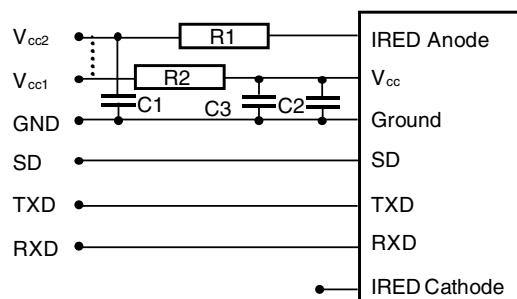 Vcc2 R1 IRED Anode
Vcc1 R2 Vcc
C1 C3 C2
GND Ground
SD SD
TXD TXD
RXD RXD
IRED Cathode